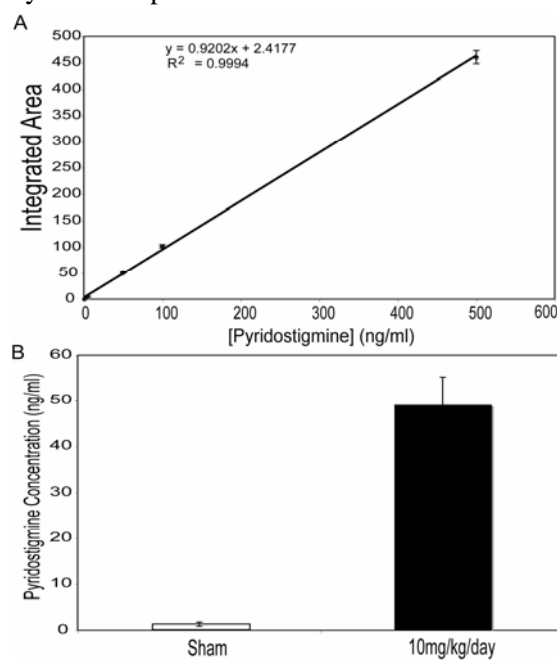 A
500
450
400
350
300
250
200
150
100
50
0
y = 0.9202x + 2.4177
R2 = 0.9994
Integrated Area
0 100 200 300 400 500 600
[Pyridostigmine] (ng/ml)
B
60
50
40
30
20
10
0
Pyridostigmine Concentration (ng/ml)
Sham 10mg/kg/day